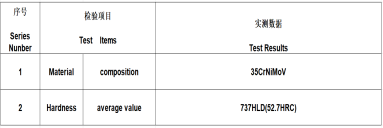 序号 检验项目 实测数据
Series Number Test Items Test Results
1 Material composition 35CrNiMoV
2 Hardness average value 737HLD(52.7HRC)